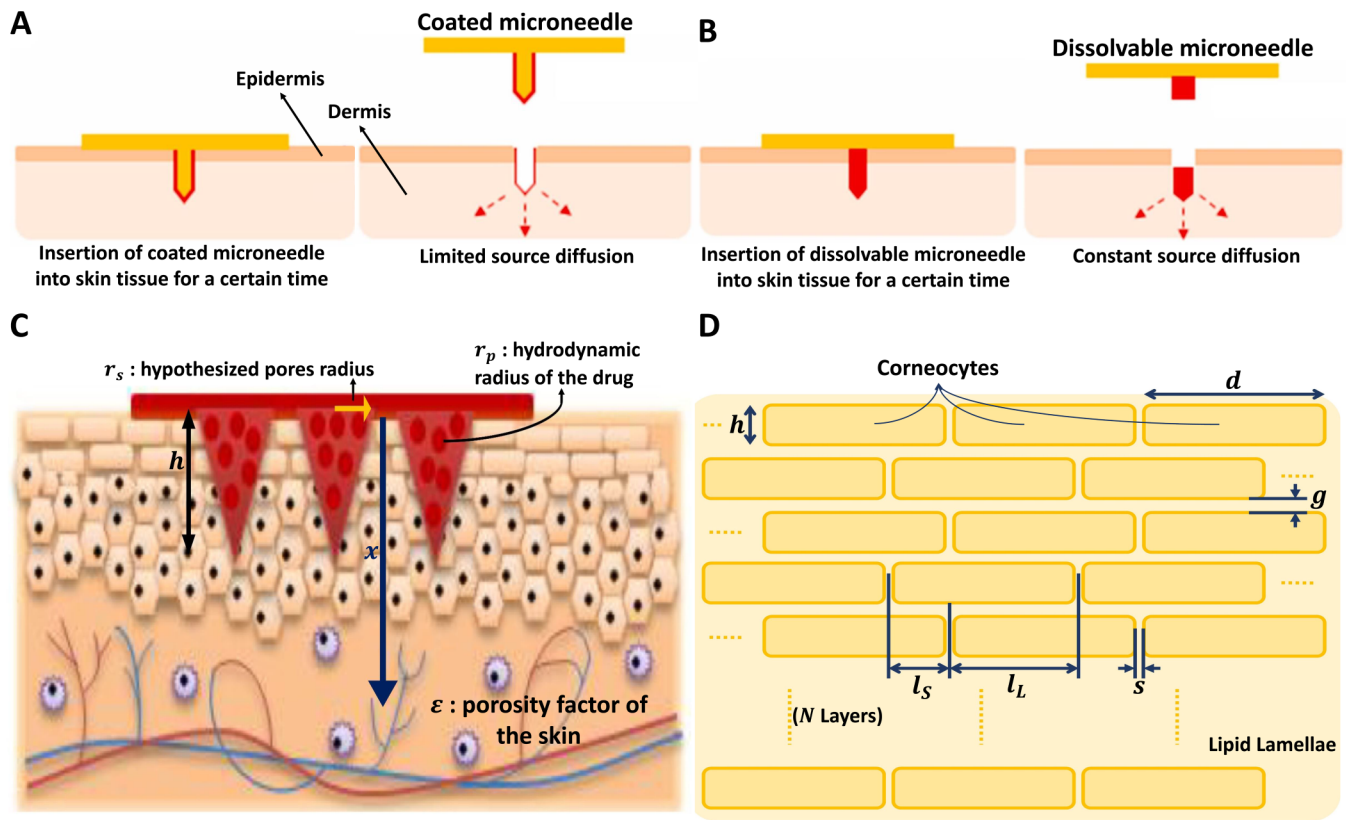 A
Coated microneedle
Epidermis
Dermis
Insertion of coated microneedle
into skin tissue for a certain time
Limited source diffusion
B
Dissolvable microneedle
Insertion of dissolvable microneedle
into skin tissue for a certain time
Constant source diffusion
C
r_s : hypothesized pores radius
r_p : hydrodynamic
radius of the drug
h
x
ε : porosity factor of
the skin
D
Corneocytes
d
h
g
l_S
l_L
s
(N Layers)
Lipid Lamellae